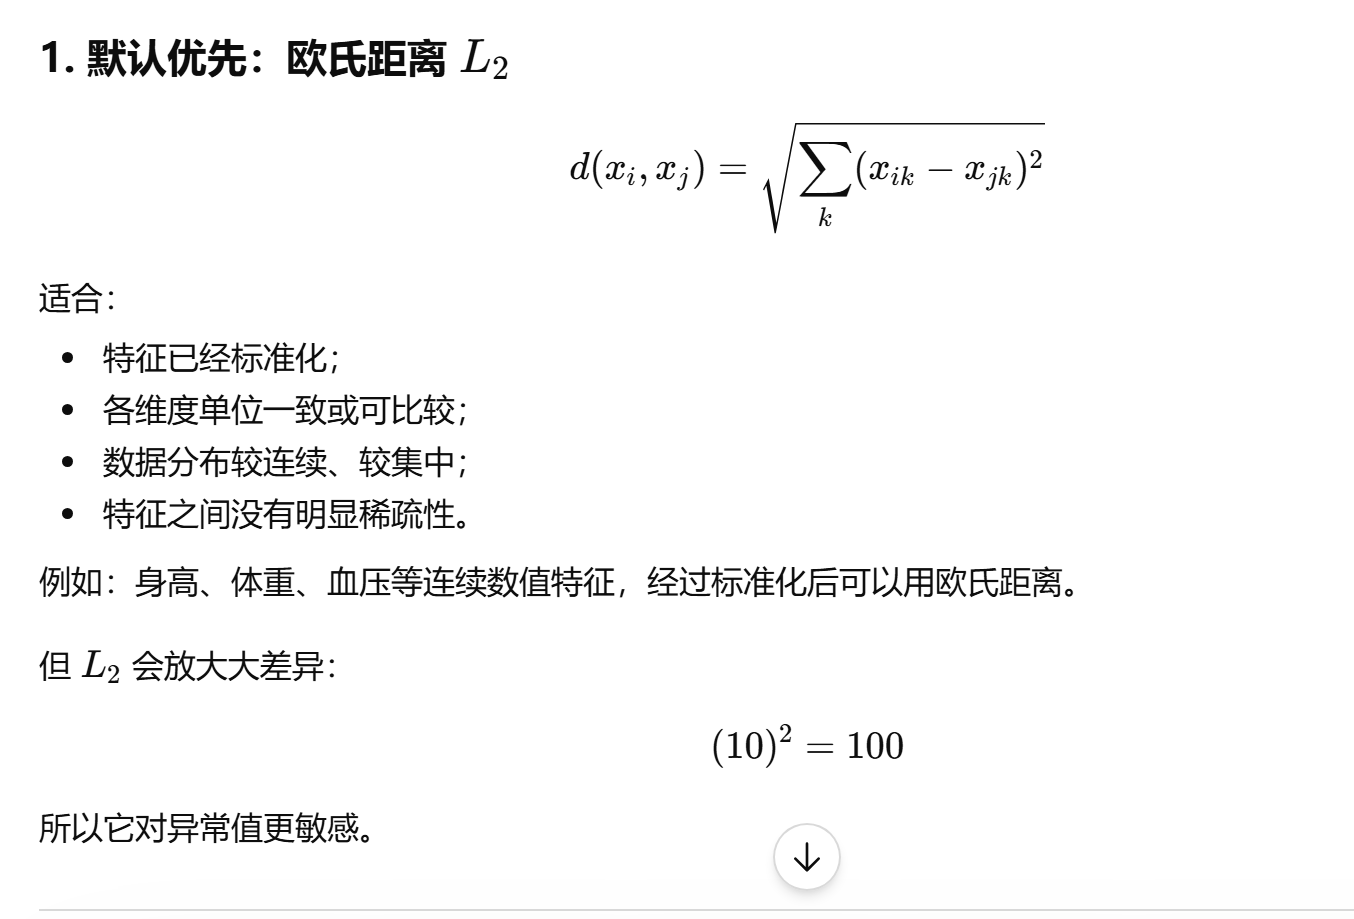 1. 默认优先：欧氏距离 L₂
d(xᵢ, xⱼ) = √∑ₖ(xᵢₖ − xⱼₖ)²
适合：
• 特征已经标准化；
• 各维度单位一致或可比较；
• 数据分布较连续、较集中；
• 特征之间没有明显稀疏性。
例如：身高、体重、血压等连续数值特征，经过标准化后可以用欧氏距离。
但 L₂ 会放大大差异：
(10)² = 100
所以它对异常值更敏感。